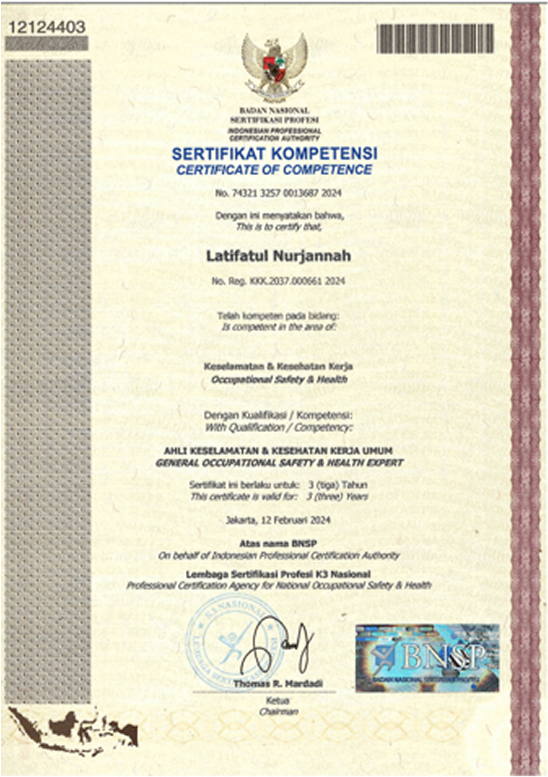 12124403
BADAN NASIONAL
SERTIFIKASI PROFESI
INDONESIAN PROFESSIONAL
CERTIFICATION AUTHORITY
SERTIFIKAT KOMPETENSI
CERTIFICATE OF COMPETENCE
No. 74321 3257 0013687 2024
Dengan ini menyatakan bahwa,
This is to certify that,
Latifatul Nurjannah
No. Reg. KKK.2037.000661 2024
Telah kompeten pada bidang:
Is competent in the area of:
Keselamatan & Kesehatan Kerja
Occupational Safety & Health
Dengan Kualifikasi / Kompetensi:
With Qualification / Competency:
AHLI KESELAMATAN & KESEHATAN KERJA UMUM
GENERAL OCCUPATIONAL SAFETY & HEALTH EXPERT
Sertifikat ini berlaku untuk: 3 (tiga) Tahun
This certificate is valid for: 3 (three) Years
Jakarta, 12 Februari 2024
Atas nama BNSP
On behalf of Indonesian Professional Certification Authority
Lembaga Sertifikasi Profesi K3 Nasional
Professional Certification Agency for National Occupational Safety & Health
Thomas R. Mardadi
Ketua
Chairman
BNSP
BADAN NASIONAL SERTIFIKASI PROFESI